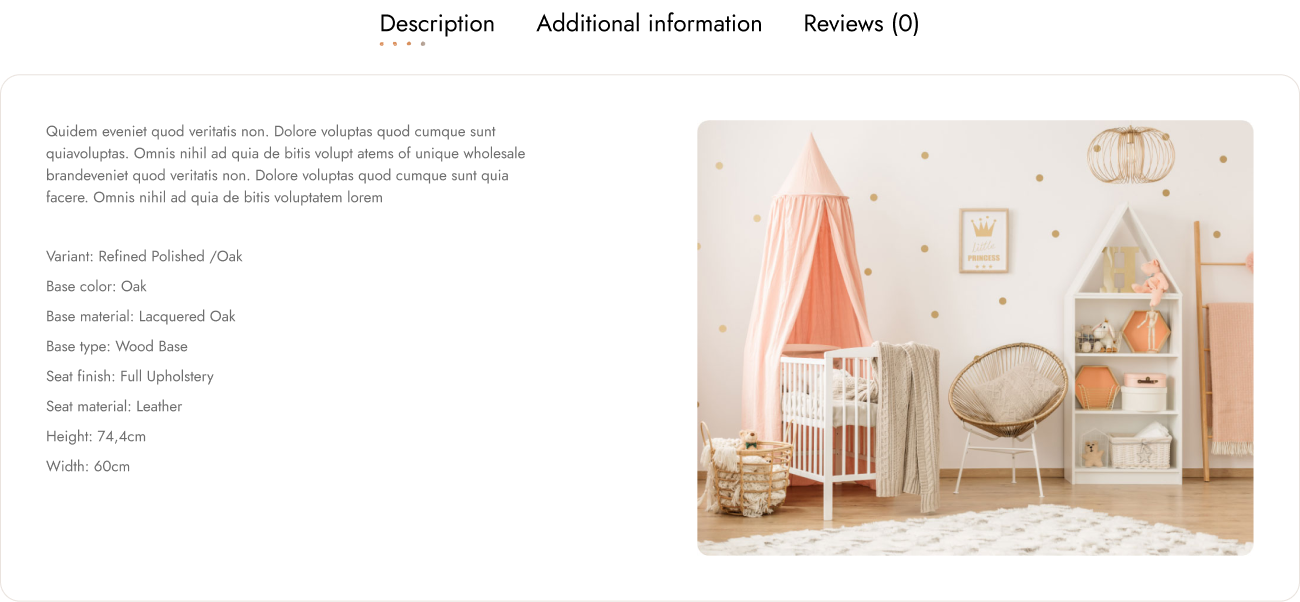 Description Additional information Reviews (0)
Quidem eveniet quod veritatis non. Dolore voluptas quod cumque sunt
quiavoluptas. Omnis nihil ad quia de bitis volupt atems of unique wholesale
brandeveniet quod veritatis non. Dolore voluptas quod cumque sunt quia
facere. Omnis nihil ad quia de bitis voluptatem lorem
Variant: Refined Polished /Oak
Base color: Oak
Base material: Lacquered Oak
Base type: Wood Base
Seat finish: Full Upholstery
Seat material: Leather
Height: 74,4cm
Width: 60cm
little
PRINCESS
H